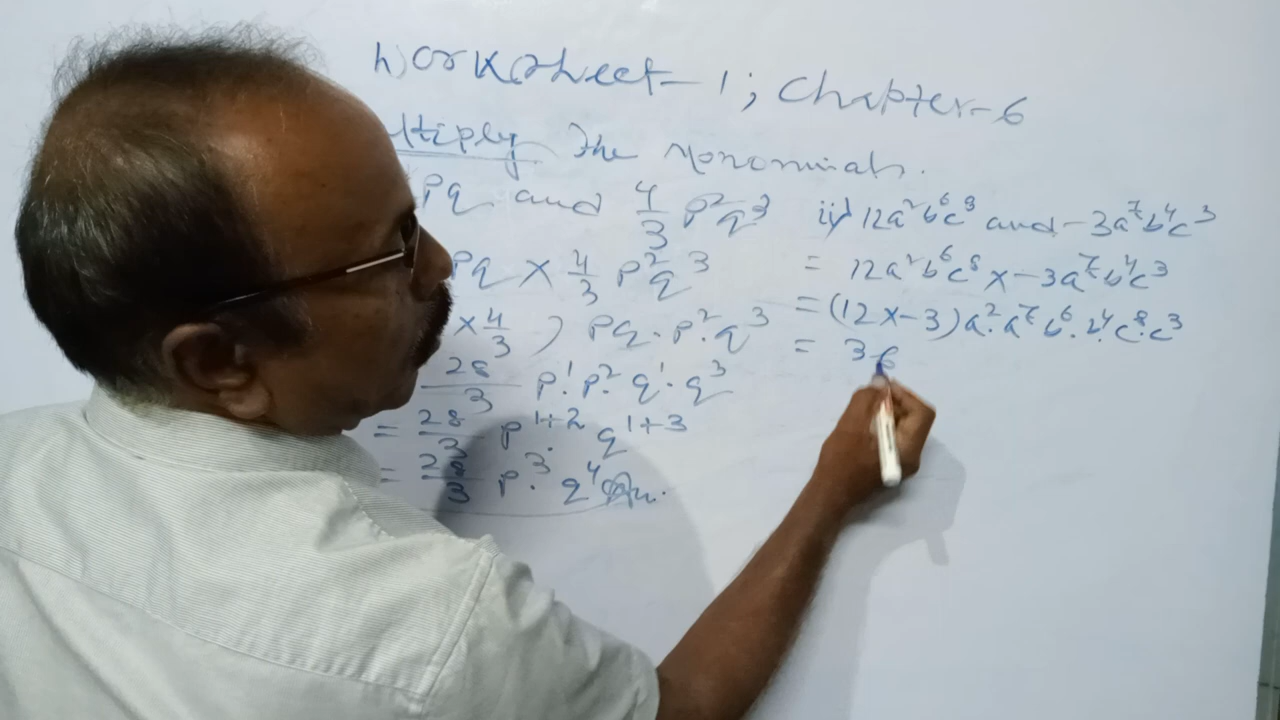 Worksheet-1; Chapter-6
ltiply The Monomials.
pq and 4/3 p²q³
pq × 4/3 p²q³
× 4/3 ) pq · p²·q³
28/3 p¹·p² q¹·q³
= 28/3 p¹⁺²· q¹⁺³
= 28/3 p·³ q⁴ Ans.
ii) 12a²b⁶c⁸ and -3a⁷b⁴c³
= 12a²b⁶c⁸ × -3a⁷b⁴c³
= (12×-3) a²·a⁷ b⁶·b⁴ c⁸·c³
= 36